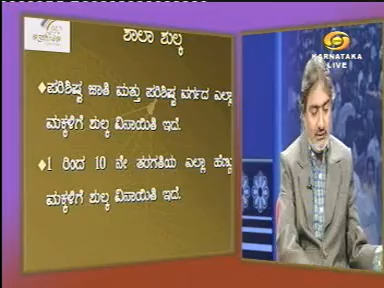 ಶಾಲಾ ಶುಲ್ಕ
ಪರಿಶಿಷ್ಟ ಜಾತಿ ಮತ್ತು ಪರಿಶಿಷ್ಟ ವರ್ಗದ ಎಲ್ಲಾ
ಮಕ್ಕಳಿಗೆ ಶುಲ್ಕ ವಿನಾಯಿತಿ ಇದೆ.
1 ರಿಂದ 10 ನೇ ತರಗತಿಯ ಎಲ್ಲಾ ಹೆಣ್ಣು
ಮಕ್ಕಳಿಗೆ ಶುಲ್ಕ ವಿನಾಯಿತಿ ಇದೆ.
KARNATAKA
LIVE